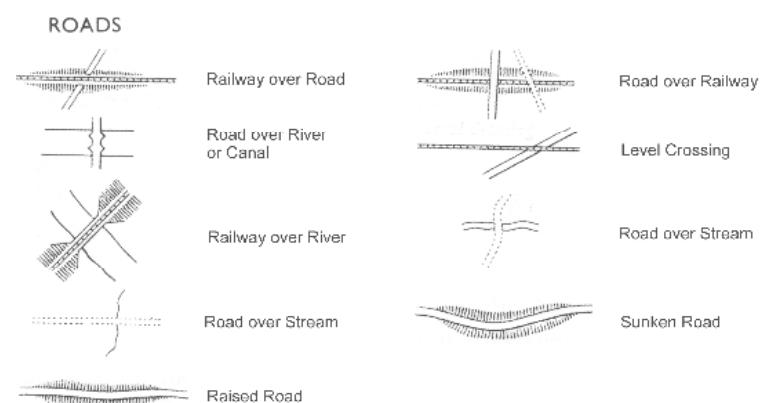 ROADS
Railway over Road
Road over Railway
Road over River
or Canal
Level Crossing
Railway over River
Road over Stream
Road over Stream
Sunken Road
Raised Road